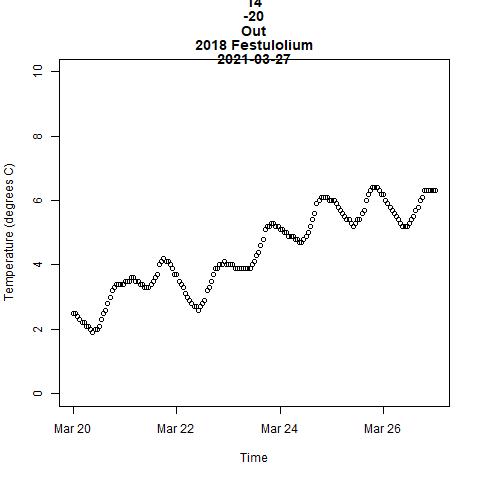 14
-20
Out
2018 Festulolium
2021-03-27
Temperature (degrees C)
10
8
6
4
2
0
Mar 20
Mar 22
Mar 24
Mar 26
Time